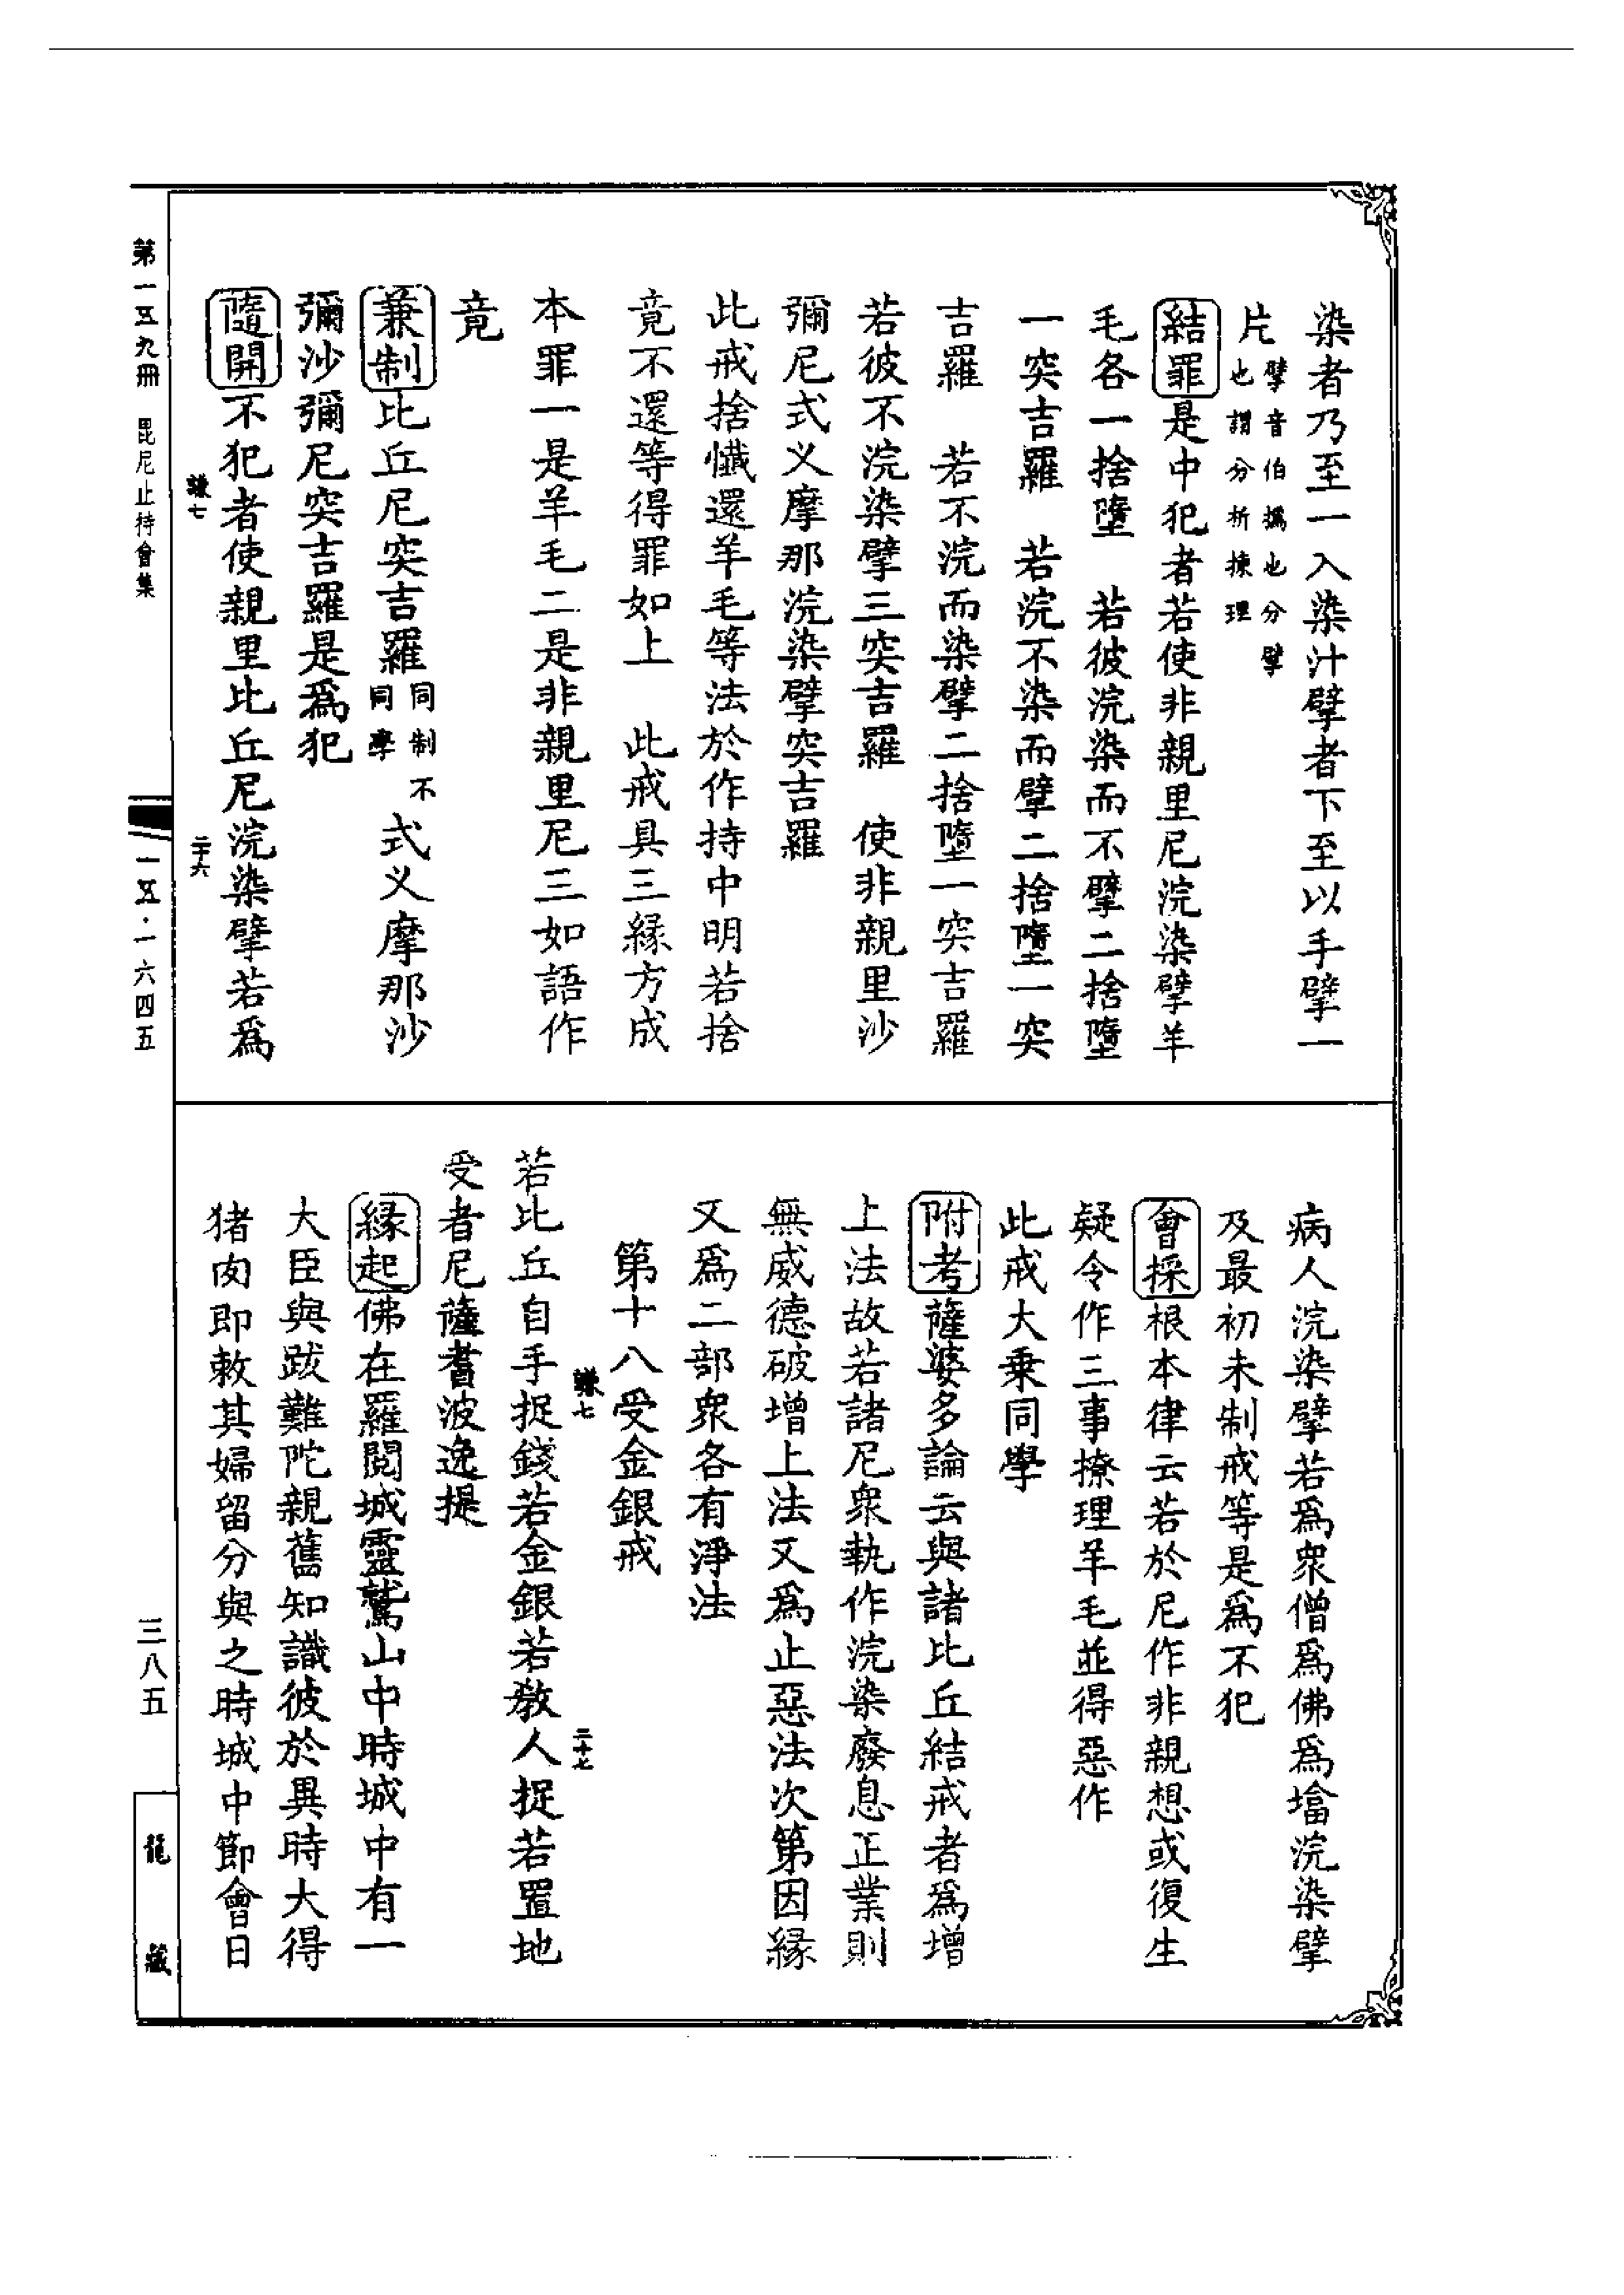 染者乃至一入染汁擘者下至以手擘一
片擘音伯撝也分擘
也謂分析揀理
結罪是中犯者若使非親里尼浣染擘羊
毛各一捨墮　若彼浣染而不擘二捨墮
一突吉羅　若浣不染而擘二捨墮一突
吉羅　若不浣而染擘二捨墮一突吉羅
若彼不浣染擘三突吉羅　使非親里沙
彌尼式义摩那浣染擘突吉羅
此戒捨懺還羊毛等法於作持中明若捨
竟不還等得罪如上　此戒具三緣方成
本罪一是羊毛二是非親里尼三如語作
竟
兼制比丘尼突吉羅同制不同學式义摩那沙
彌沙彌尼突吉羅是爲犯
隨開不犯者使親里比丘尼浣染擘若爲
謙七　二十六
病人浣染擘若爲衆僧爲佛爲塔浣染擘
及最初未制戒等是爲不犯
會採根本律云若於尼作非親想或復生
疑令作三事撩理羊毛並得惡作
此戒大乗同學
附考薩婆多論云與諸比丘結戒者爲增
上法故若諸尼衆執作浣染廢息正業則
無威德破增上法又爲止惡法次第因緣
又爲二部衆各有淨法
第十八受金銀戒
謙七　二十七
若比丘自手捉錢若金銀若教人捉若置地
受者尼薩耆波逸提
緣起佛在羅閱城靈鷲山中時城中有一
大臣與跋難陀親舊知識彼於異時大得
猪肉即敕其婦留分與之時城中節會日
第一五九冊　毘尼止持會集
一五·一六四五
三八五
龍藏